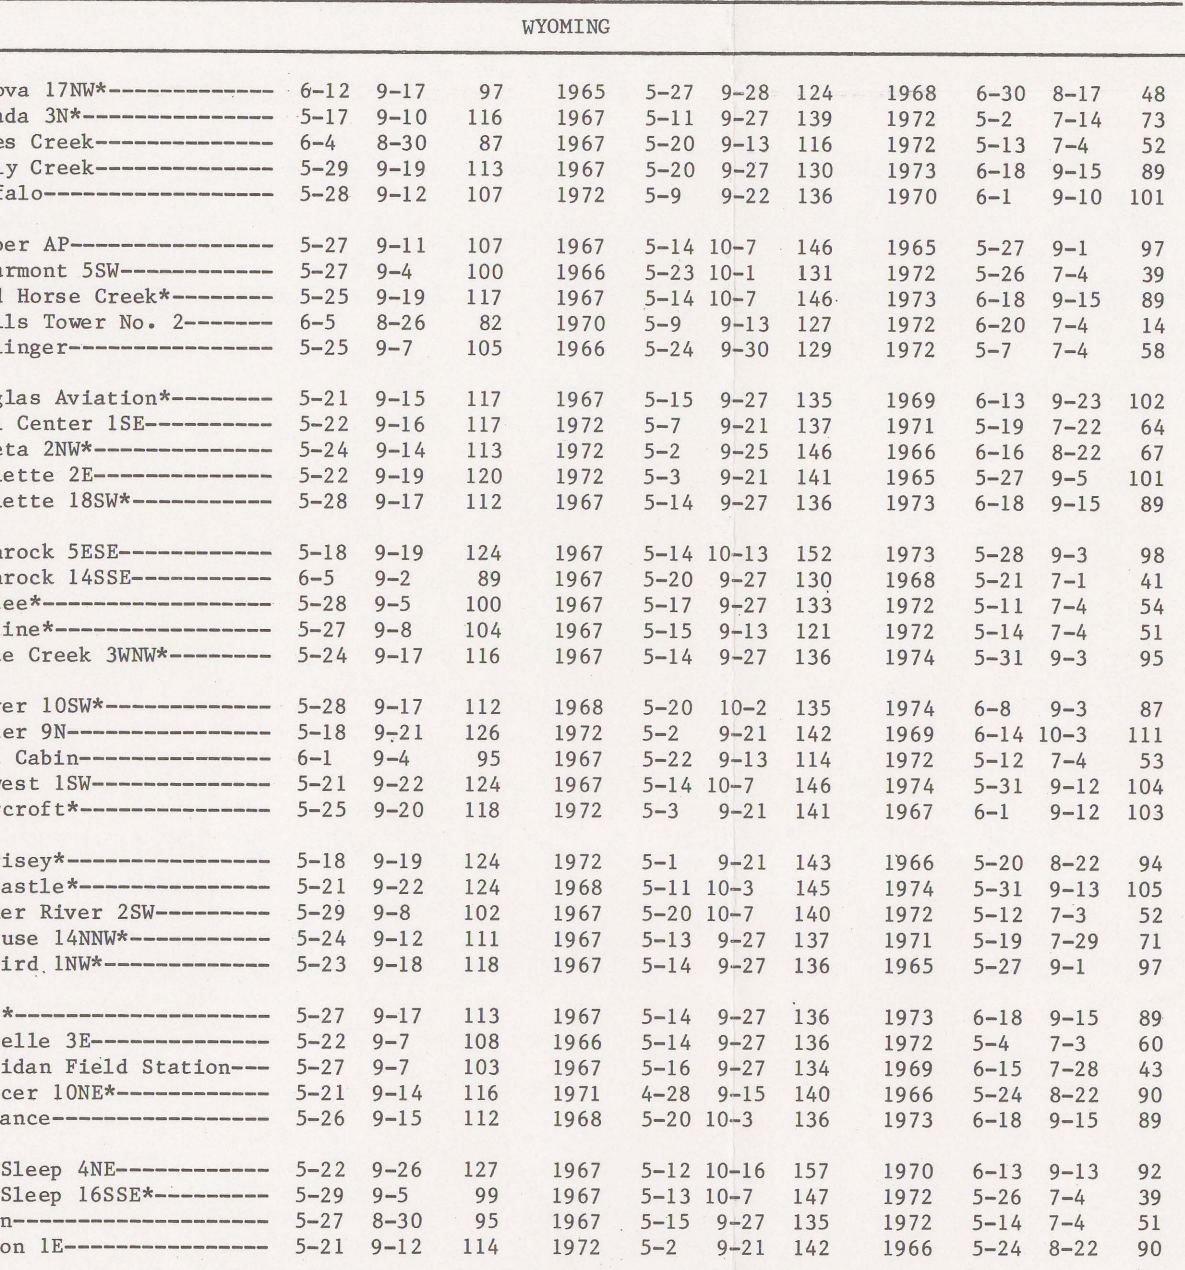 WYOMING
ova 17NW*------------- 6-12 9-17 97 1965 5-27 9-28 124 1968 6-30 8-17 48
ada 3N*--------------- 5-17 9-10 116 1967 5-11 9-27 139 1972 5-2 7-14 73
es Creek-------------- 6-4 8-30 87 1967 5-20 9-13 116 1972 5-13 7-4 52
ly Creek-------------- 5-29 9-19 113 1967 5-20 9-27 130 1973 6-18 9-15 89
falo------------------ 5-28 9-12 107 1972 5-9 9-22 136 1970 6-1 9-10 101
per AP---------------- 5-27 9-11 107 1967 5-14 10-7 146 1965 5-27 9-1 97
armont 5SW------------ 5-27 9-4 100 1966 5-23 10-1 131 1972 5-26 7-4 39
d Horse Creek*-------- 5-25 9-19 117 1967 5-14 10-7 146 1973 6-18 9-15 89
ils Tower No. 2------- 6-5 8-26 82 1970 5-9 9-13 127 1972 6-20 7-4 14
linger---------------- 5-25 9-7 105 1966 5-24 9-30 129 1972 5-7 7-4 58
glas Aviation*-------- 5-21 9-15 117 1967 5-15 9-27 135 1969 6-13 9-23 102
l Center 1SE---------- 5-22 9-16 117 1972 5-7 9-21 137 1971 5-19 7-22 64
eta 2NW*-------------- 5-24 9-14 113 1972 5-2 9-25 146 1966 6-16 8-22 67
lette 2E------------ 5-22 9-19 120 1972 5-3 9-21 141 1965 5-27 9-5 101
lette 18SW*----------- 5-28 9-17 112 1967 5-14 9-27 136 1973 6-18 9-15 89
nrock 5ESE------------ 5-18 9-19 124 1967 5-14 10-13 152 1973 5-28 9-3 98
nrock 14SSE----------- 6-5 9-2 89 1967 5-20 9-27 130 1968 5-21 7-1 41
ee*------------------ 5-28 9-5 100 1967 5-17 9-27 133 1972 5-11 7-4 54
ine*----------------- 5-27 9-8 104 1967 5-15 9-13 121 1972 5-14 7-4 51
e Creek 3WNW*-------- 5-24 9-17 116 1967 5-14 9-27 136 1974 5-31 9-3 95
er 10SW*------------- 5-28 9-17 112 1968 5-20 10-2 135 1974 6-8 9-3 87
er 9N---------------- 5-18 9-21 126 1972 5-2 9-21 142 1969 6-14 10-3 111
Cabin--------------- 6-1 9-4 95 1967 5-22 9-13 114 1972 5-12 7-4 53
west 1SW-------------- 5-21 9-22 124 1967 5-14 10-7 146 1974 5-31 9-12 104
rcroft*--------------- 5-25 9-20 118 1972 5-3 9-21 141 1967 6-1 9-12 103
isey*---------------- 5-18 9-19 124 1972 5-1 9-21 143 1966 5-20 8-22 94
astle*--------------- 5-21 9-22 124 1968 5-11 10-3 145 1974 5-31 9-13 105
er River 2SW--------- 5-29 9-8 102 1967 5-20 10-7 140 1972 5-12 7-3 52
use 14NNW*----------- 5-24 9-12 111 1967 5-13 9-27 137 1971 5-19 7-29 71
ird 1NW*------------- 5-23 9-18 118 1967 5-14 9-27 136 1965 5-27 9-1 97
*-------------------- 5-27 9-17 113 1967 5-14 9-27 136 1973 6-18 9-15 89
elle 3E-------------- 5-22 9-7 108 1966 5-14 9-27 136 1972 5-4 7-3 60
idan Field Station--- 5-27 9-7 103 1967 5-16 9-27 134 1969 6-15 7-28 43
cer 10NE*------------ 5-21 9-14 116 1971 4-28 9-15 140 1966 5-24 8-22 90
ance----------------- 5-26 9-15 112 1968 5-20 10-3 136 1973 6-18 9-15 89
Sleep 4NE------------ 5-22 9-26 127 1967 5-12 10-16 157 1970 6-13 9-13 92
Sleep 16SSE*--------- 5-29 9-5 99 1967 5-13 10-7 147 1972 5-26 7-4 39
n-------------------- 5-27 8-30 95 1967 5-15 9-27 135 1972 5-14 7-4 51
on 1E---------------- 5-21 9-12 114 1972 5-2 9-21 142 1966 5-24 8-22 90